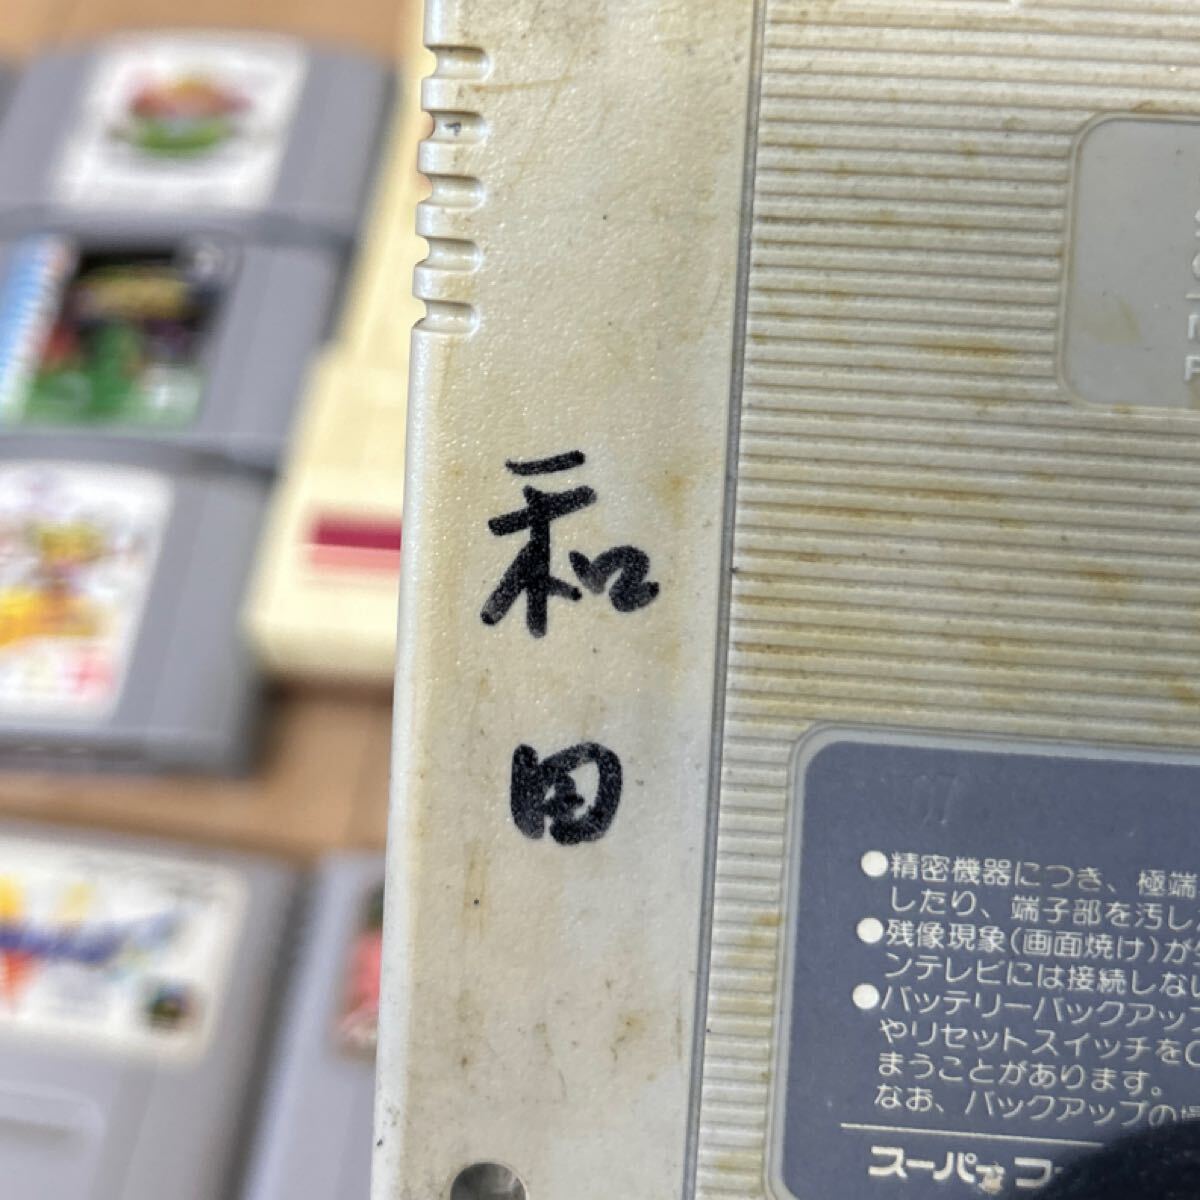 和田
●精密機器につき、極端
したり、端子部を汚し
●残像現象(画面焼け)が
ンテレビには接続しない
●バッテリーバックアップ
やリセットスイッチを
まうことがあります。
なお、バックアップの
スーパーファ